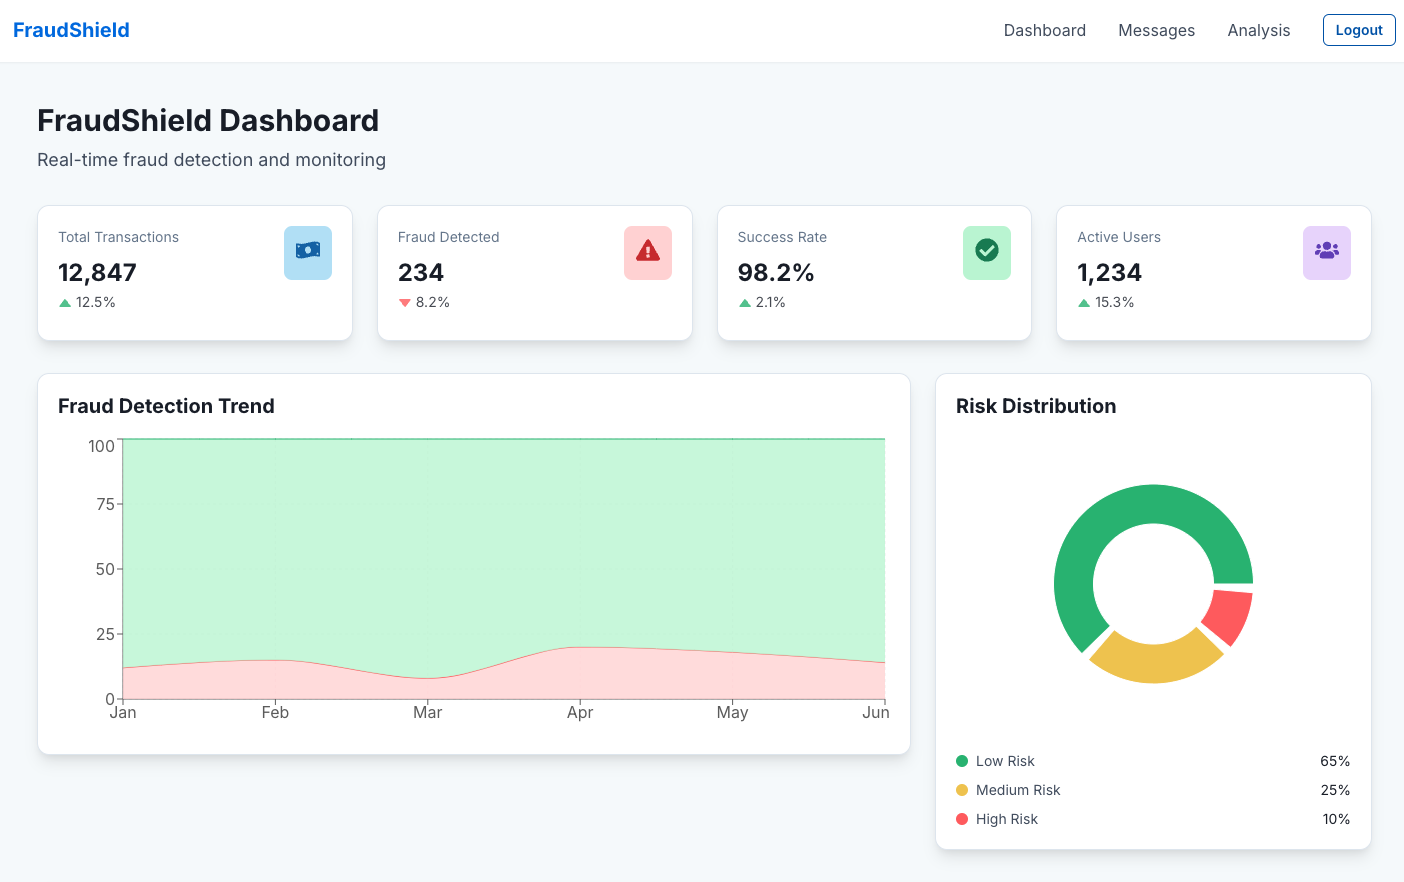 FraudShield
Dashboard
Messages
Analysis
Logout
FraudShield Dashboard
Real-time fraud detection and monitoring
Total Transactions
12,847
12.5%
Fraud Detected
234
8.2%
Success Rate
98.2%
2.1%
Active Users
1,234
15.3%
Fraud Detection Trend
100
75
50
25
0
Jan
Feb
Mar
Apr
May
Jun
Risk Distribution
Low Risk 65%
Medium Risk 25%
High Risk 10%